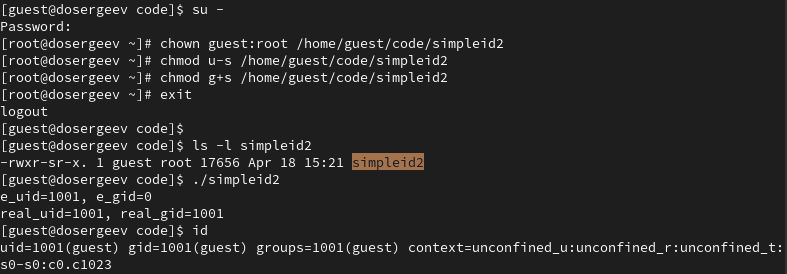 [guest@dosergeev code]$ su -
Password:
[root@dosergeev ~]# chown guest:root /home/guest/code/simpleid2
[root@dosergeev ~]# chmod u-s /home/guest/code/simpleid2
[root@dosergeev ~]# chmod g+s /home/guest/code/simpleid2
[root@dosergeev ~]# exit
logout
[guest@dosergeev code]$
[guest@dosergeev code]$ ls -l simpleid2
-rwxr-sr-x. 1 guest root 17656 Apr 18 15:21 simpleid2
[guest@dosergeev code]$ ./simpleid2
e_uid=1001, e_gid=0
real_uid=1001, real_gid=1001
[guest@dosergeev code]$ id
uid=1001(guest) gid=1001(guest) groups=1001(guest) context=unconfined_u:unconfined_r:unconfined_t:
s0-s0:c0.c1023